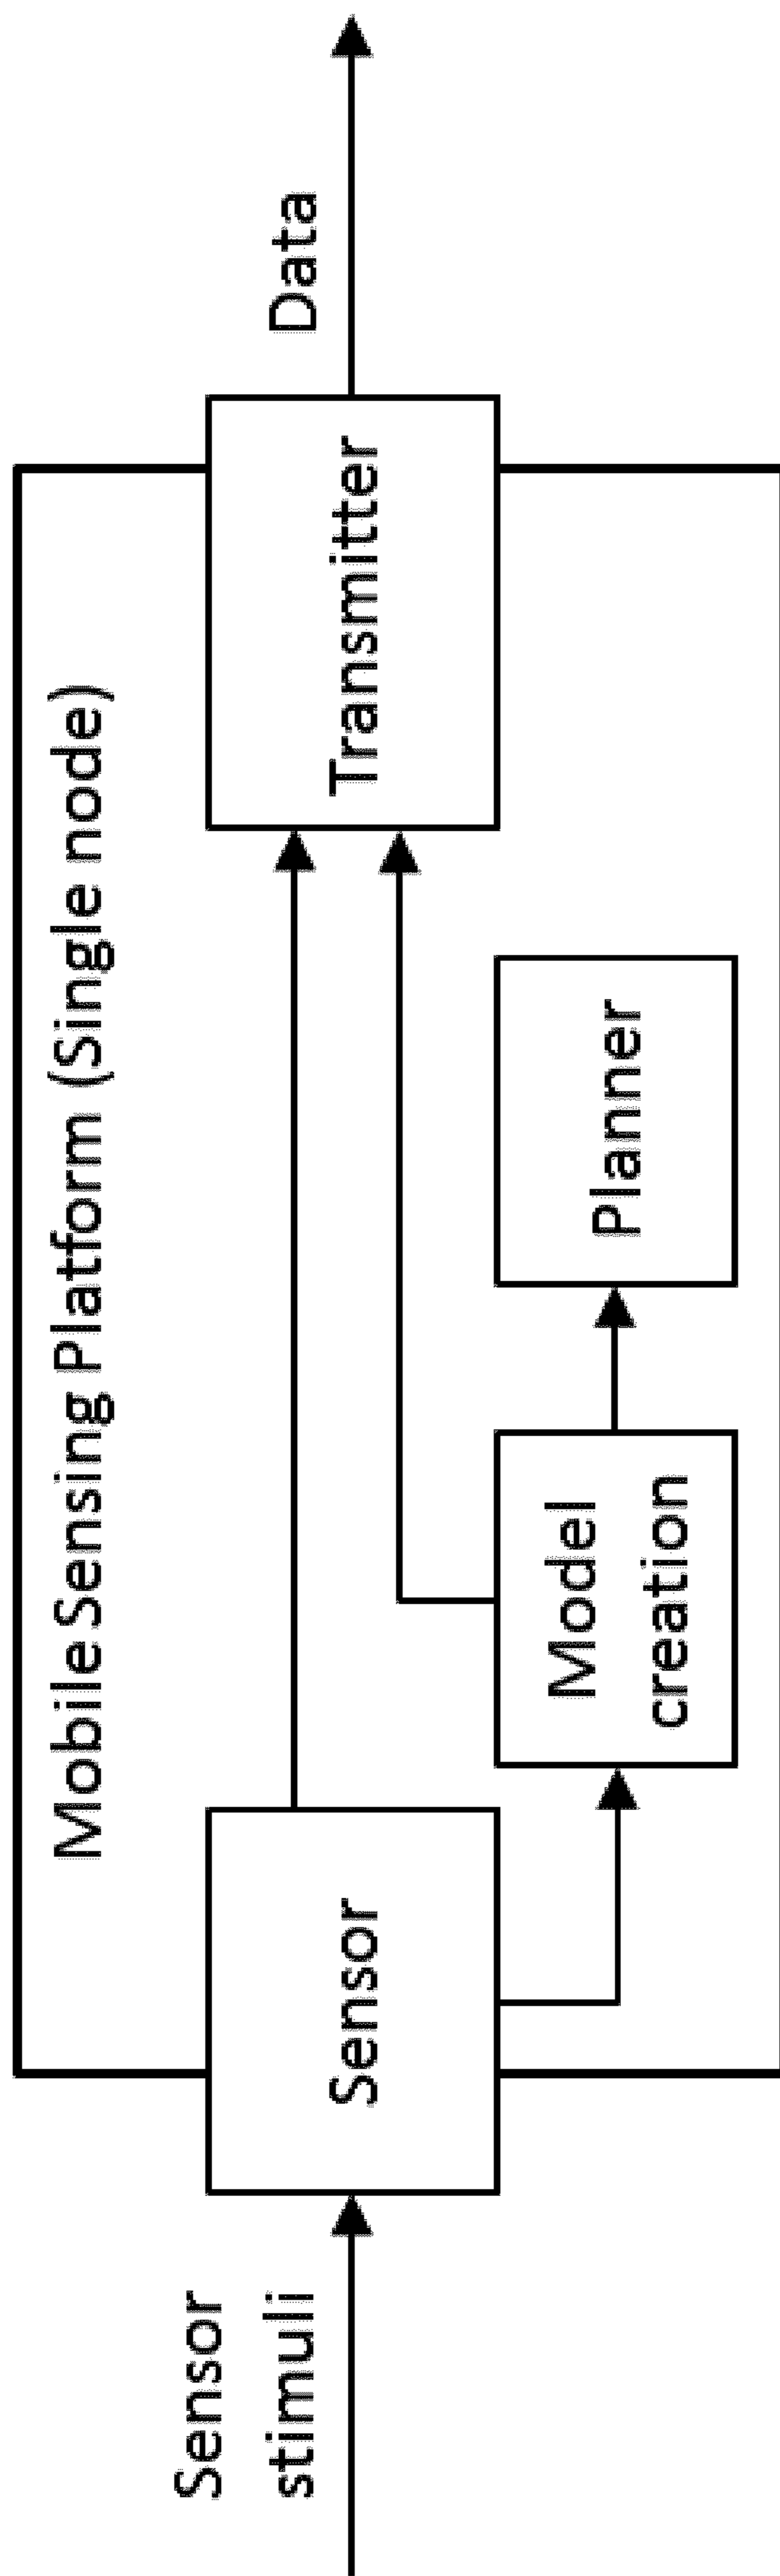 Mobile Sensing Platform (Single node)
Sensor
stimuli
Sensor
Transmitter
Data
Model
creation
Planner